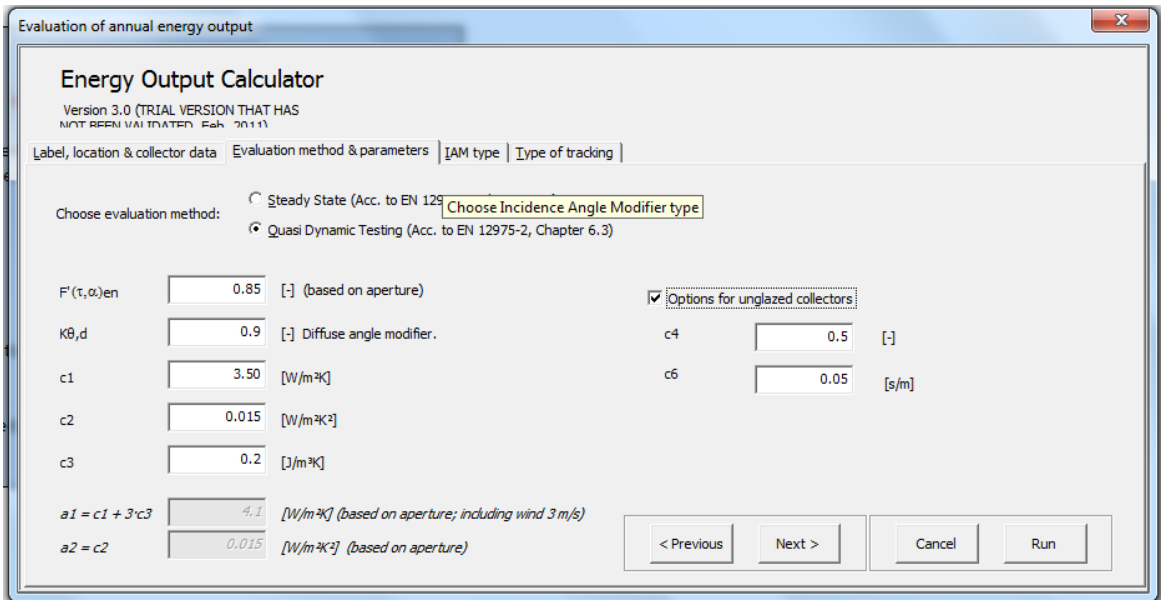 Evaluation of annual energy output
Energy Output Calculator
Version 3.0 (TRIAL VERSION THAT HAS
NOT BEEN VALIDATED, Feb. 2011)
Label, location & collector data Evaluation method & parameters IAM type Type of tracking
Choose evaluation method:
Steady State (Acc. to EN 129
Choose Incidence Angle Modifier type
Quasi Dynamic Testing (Acc. to EN 12975-2, Chapter 6.3)
F'(τ,α)en 0.85 [-] (based on aperture)
Options for unglazed collectors
Kθ,d 0.9 [-] Diffuse angle modifier.
c4 0.5 [-]
c1 3.50 [W/m²K]
c6 0.05 [s/m]
c2 0.015 [W/m²K²]
c3 0.2 [J/m³K]
a1 = c1 + 3·c3 4.1 [W/m²K] (based on aperture; including wind 3 m/s)
a2 = c2 0.015 [W/m²K²] (based on aperture)
< Previous Next > Cancel Run